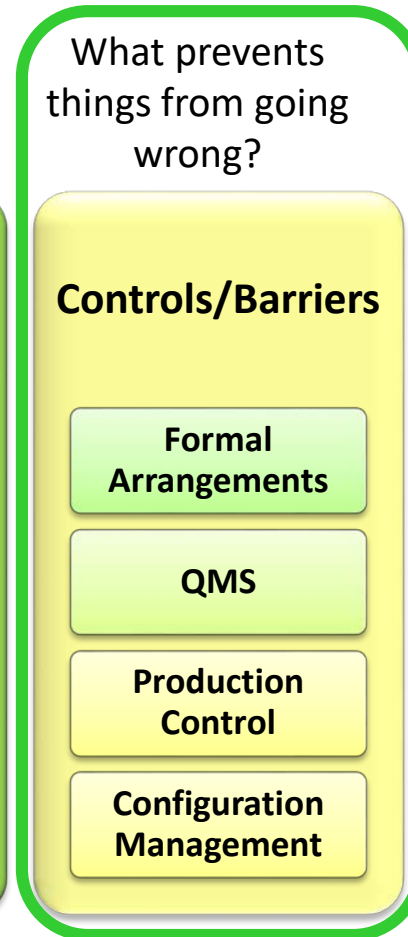 What prevents
things from going
wrong?
Controls/Barriers
Formal
Arrangements
QMS
Production
Control
Configuration
Management